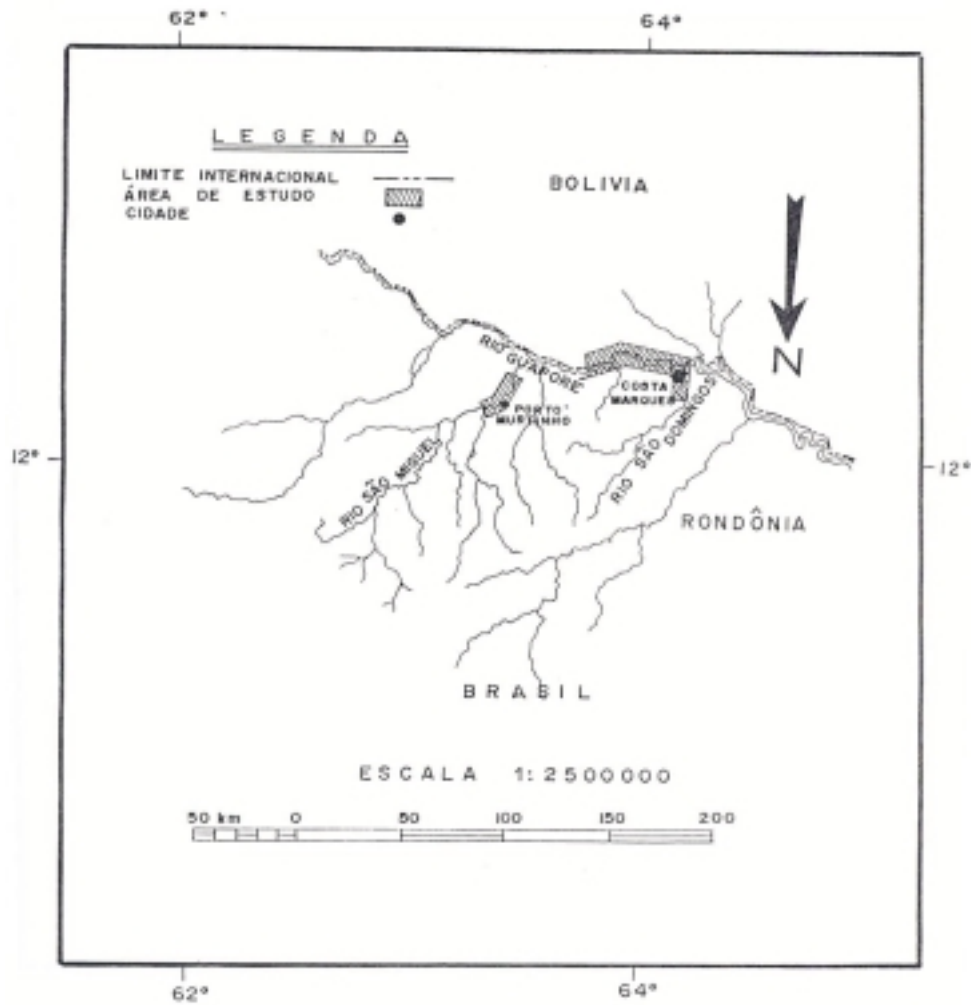 62° 64°
LEGENDA
LIMITE INTERNACIONAL
ÁREA DE ESTUDO
CIDADE
BOLIVIA
N
RIO GUAPORÉ
COSTA
MARQUES
PORTO
MURTINHO
RIO SÃO DOMINGOS
RIO SÃO MIGUEL
12° 12°
RONDÔNIA
BRASIL
ESCALA 1:2500000
50 km 0 50 100 150 200
62° 64°